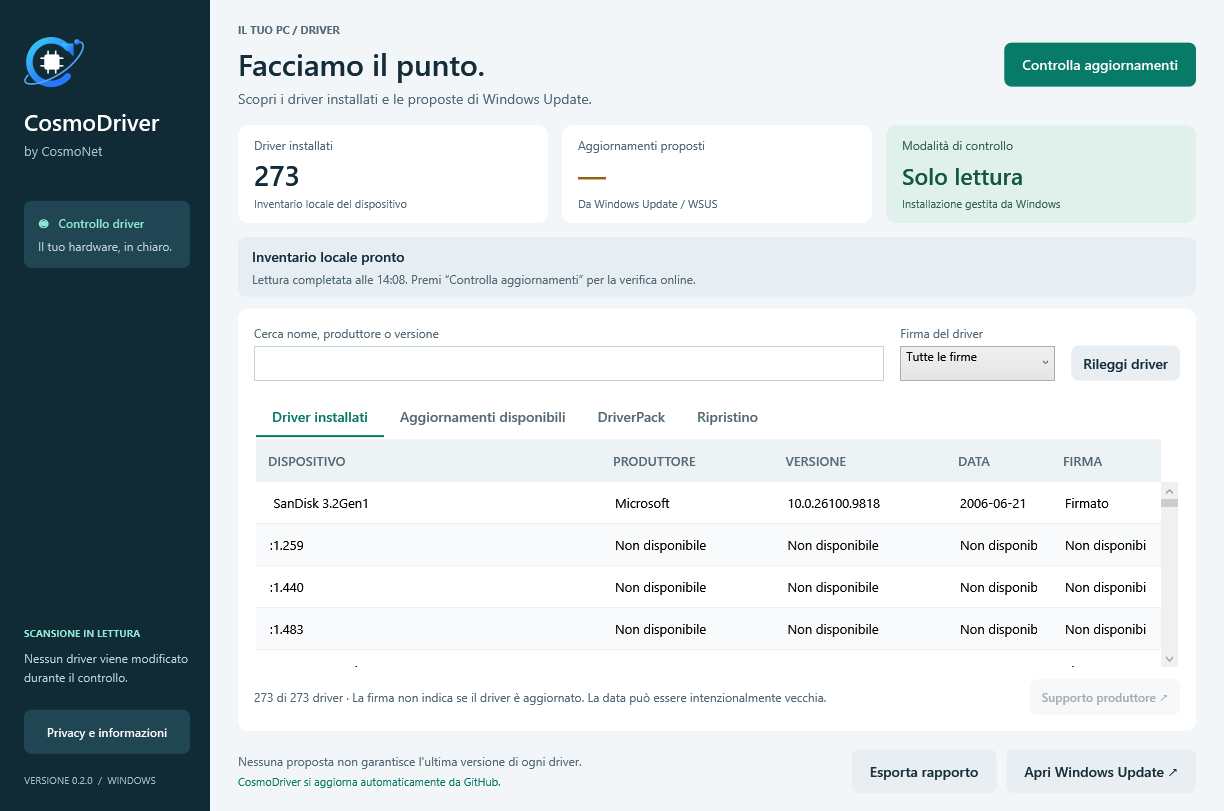 CosmoDriver
by CosmoNet
Controllo driver
Il tuo hardware, in chiaro.
SCANSIONE IN LETTURA
Nessun driver viene modificato
durante il controllo.
Privacy e informazioni
VERSIONE 0.2.0 / WINDOWS
IL TUO PC / DRIVER
Facciamo il punto.
Scopri i driver installati e le proposte di Windows Update.
Controlla aggiornamenti
Driver installati
273
Inventario locale del dispositivo
Aggiornamenti proposti
—
Da Windows Update / WSUS
Modalità di controllo
Solo lettura
Installazione gestita da Windows
Inventario locale pronto
Lettura completata alle 14:08. Premi “Controlla aggiornamenti” per la verifica online.
Cerca nome, produttore o versione
Firma del driver
Tutte le firme
Rileggi driver
Driver installati Aggiornamenti disponibili DriverPack Ripristino
DISPOSITIVO PRODUTTORE VERSIONE DATA FIRMA
SanDisk 3.2Gen1 Microsoft 10.0.26100.9818 2006-06-21 Firmato
:1.259 Non disponibile Non disponibile Non disponib Non disponibi
:1.440 Non disponibile Non disponibile Non disponib Non disponibi
:1.483 Non disponibile Non disponibile Non disponib Non disponibi
273 di 273 driver · La firma non indica se il driver è aggiornato. La data può essere intenzionalmente vecchia.
Supporto produttore ↗
Nessuna proposta non garantisce l'ultima versione di ogni driver.
CosmoDriver si aggiorna automaticamente da GitHub.
Esporta rapporto
Apri Windows Update ↗